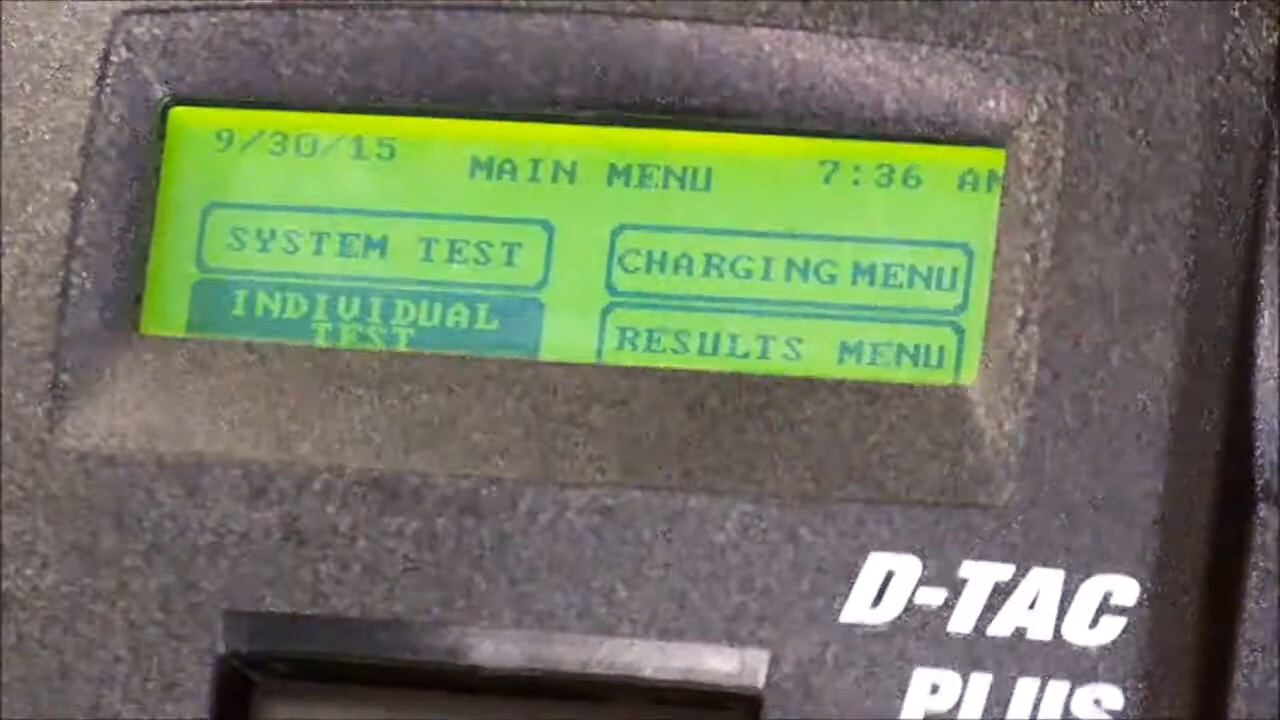 9/30/15 MAIN MENU 7:36 AM
SYSTEM TEST
CHARGING MENU
INDIVIDUAL
TEST
RESULTS MENU
D-TAC
PLUS